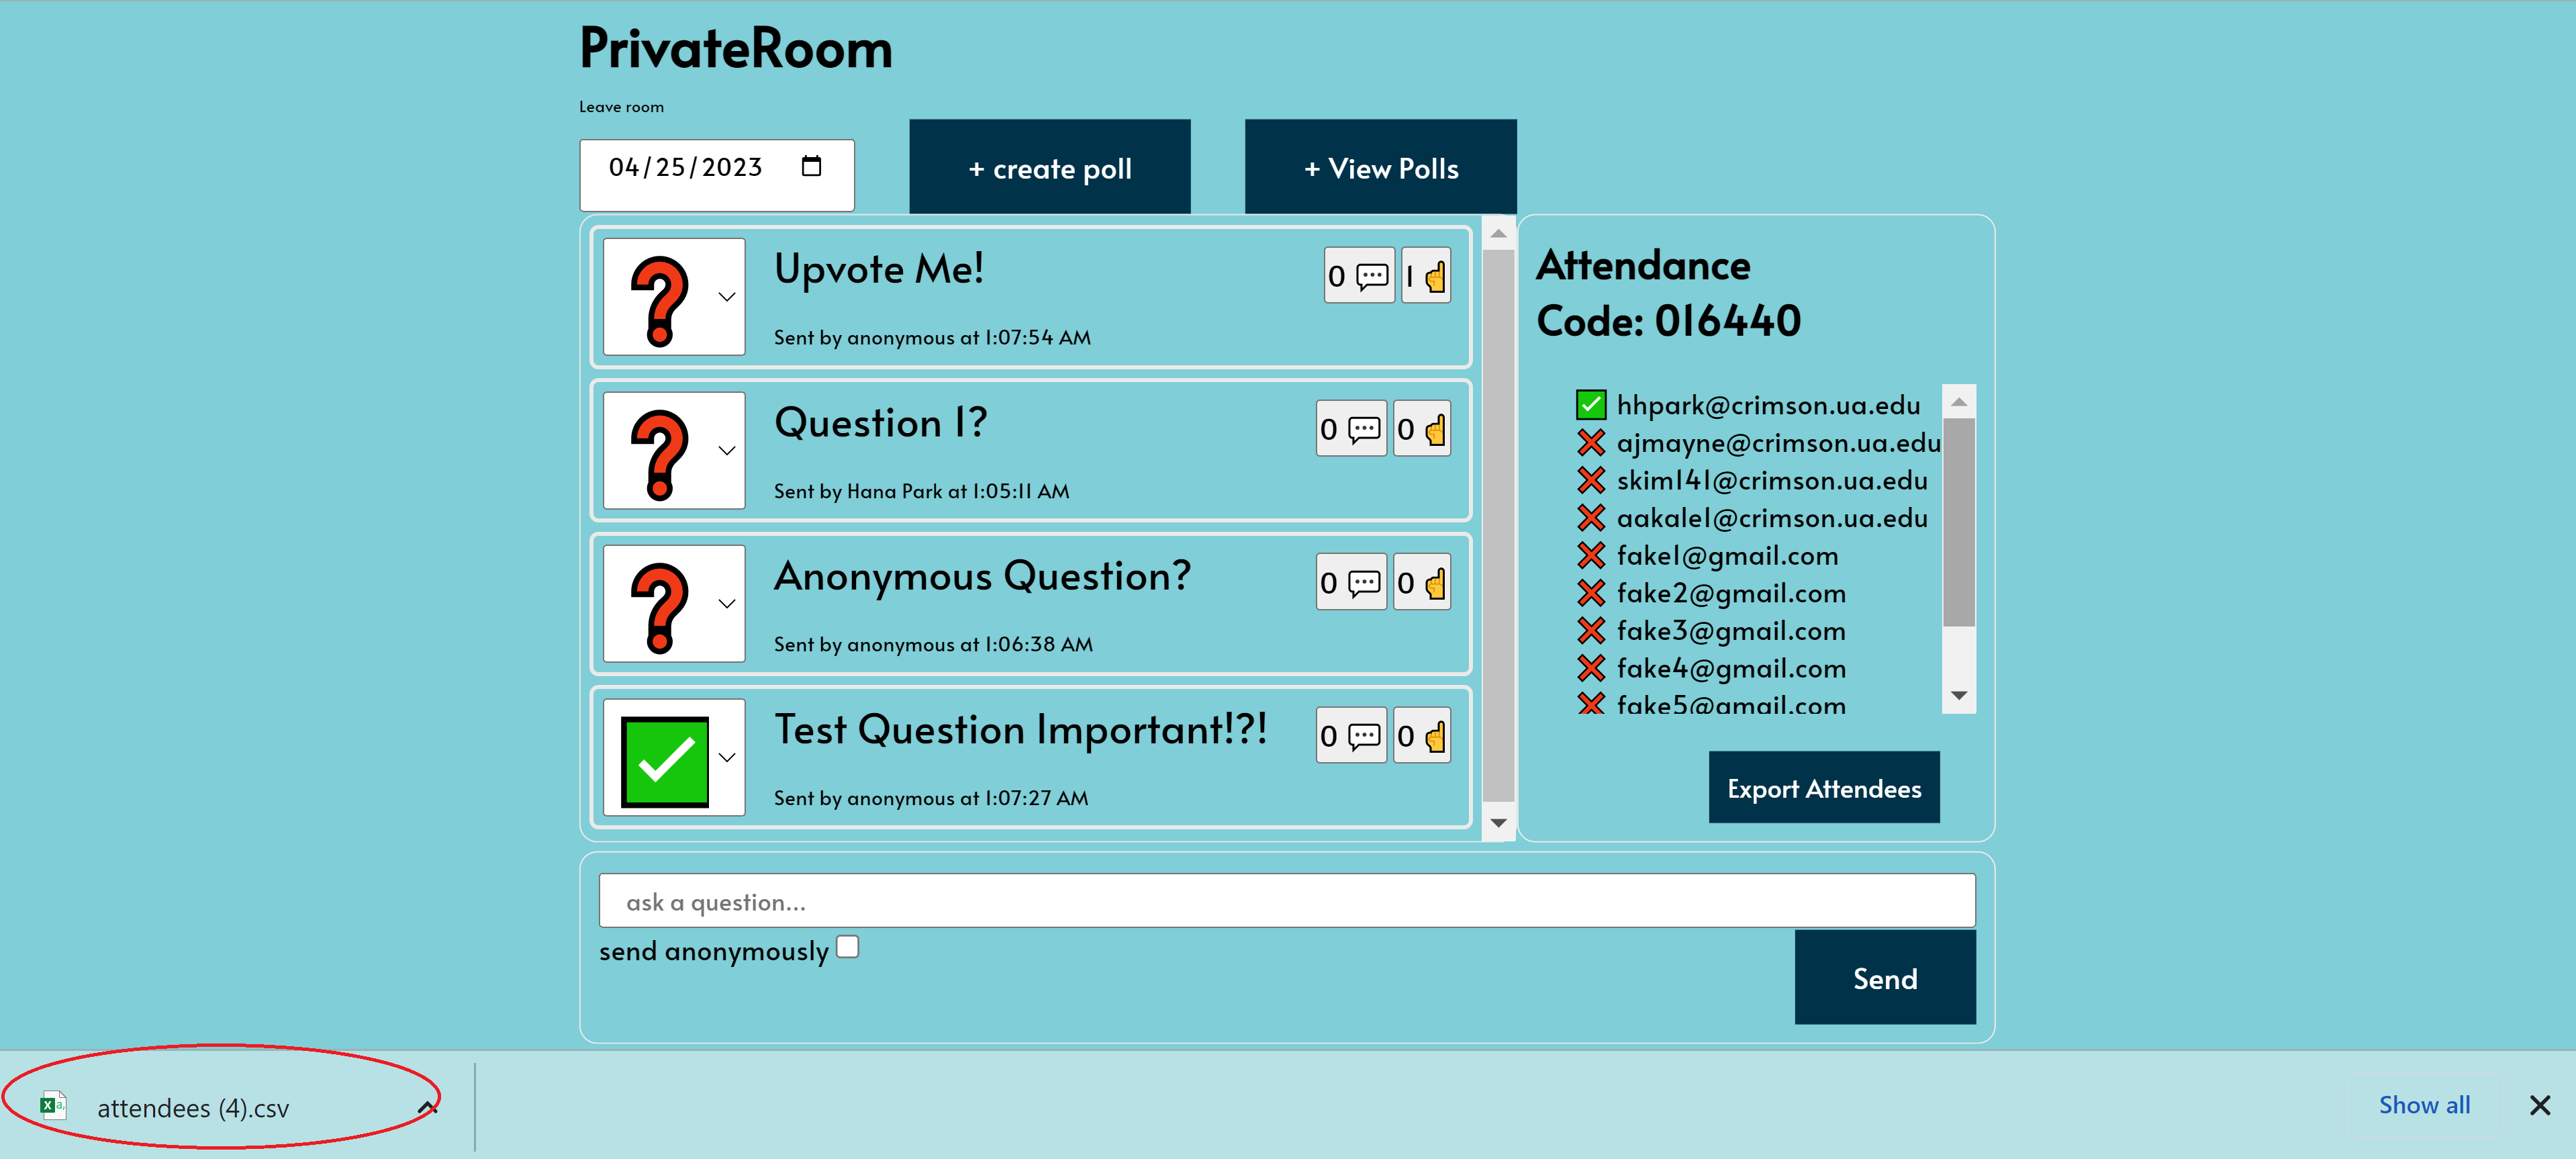 PrivateRoom
Leave room
04/25/2023
+ create poll
+ View Polls
Upvote Me!
0
1
Sent by anonymous at 1:07:54 AM
Question 1?
0
0
Sent by Hana Park at 1:05:11 AM
Anonymous Question?
0
0
Sent by anonymous at 1:06:38 AM
Test Question Important!?!
0
0
Sent by anonymous at 1:07:27 AM
Attendance
Code: 016440
hhpark@crimson.ua.edu
ajmayne@crimson.ua.edu
skim141@crimson.ua.edu
aakale1@crimson.ua.edu
fake1@gmail.com
fake2@gmail.com
fake3@gmail.com
fake4@gmail.com
fake5@gmail.com
Export Attendees
ask a question...
send anonymously
Send
attendees (4).csv
Show all